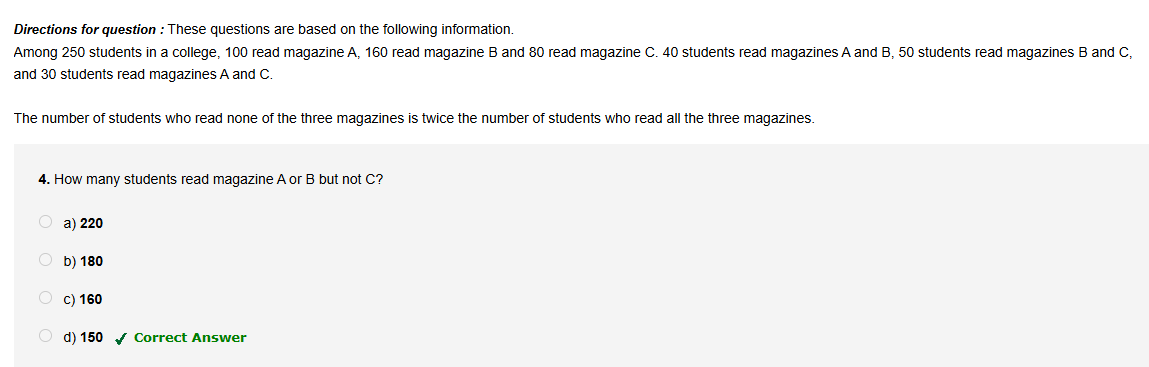 Directions for question : These questions are based on the following information.
Among 250 students in a college, 100 read magazine A, 160 read magazine B and 80 read magazine C. 40 students read magazines A and B, 50 students read magazines B and C,
and 30 students read magazines A and C.
The number of students who read none of the three magazines is twice the number of students who read all the three magazines.
4. How many students read magazine A or B but not C?
a) 220
b) 180
c) 160
d) 150 ✓ Correct Answer